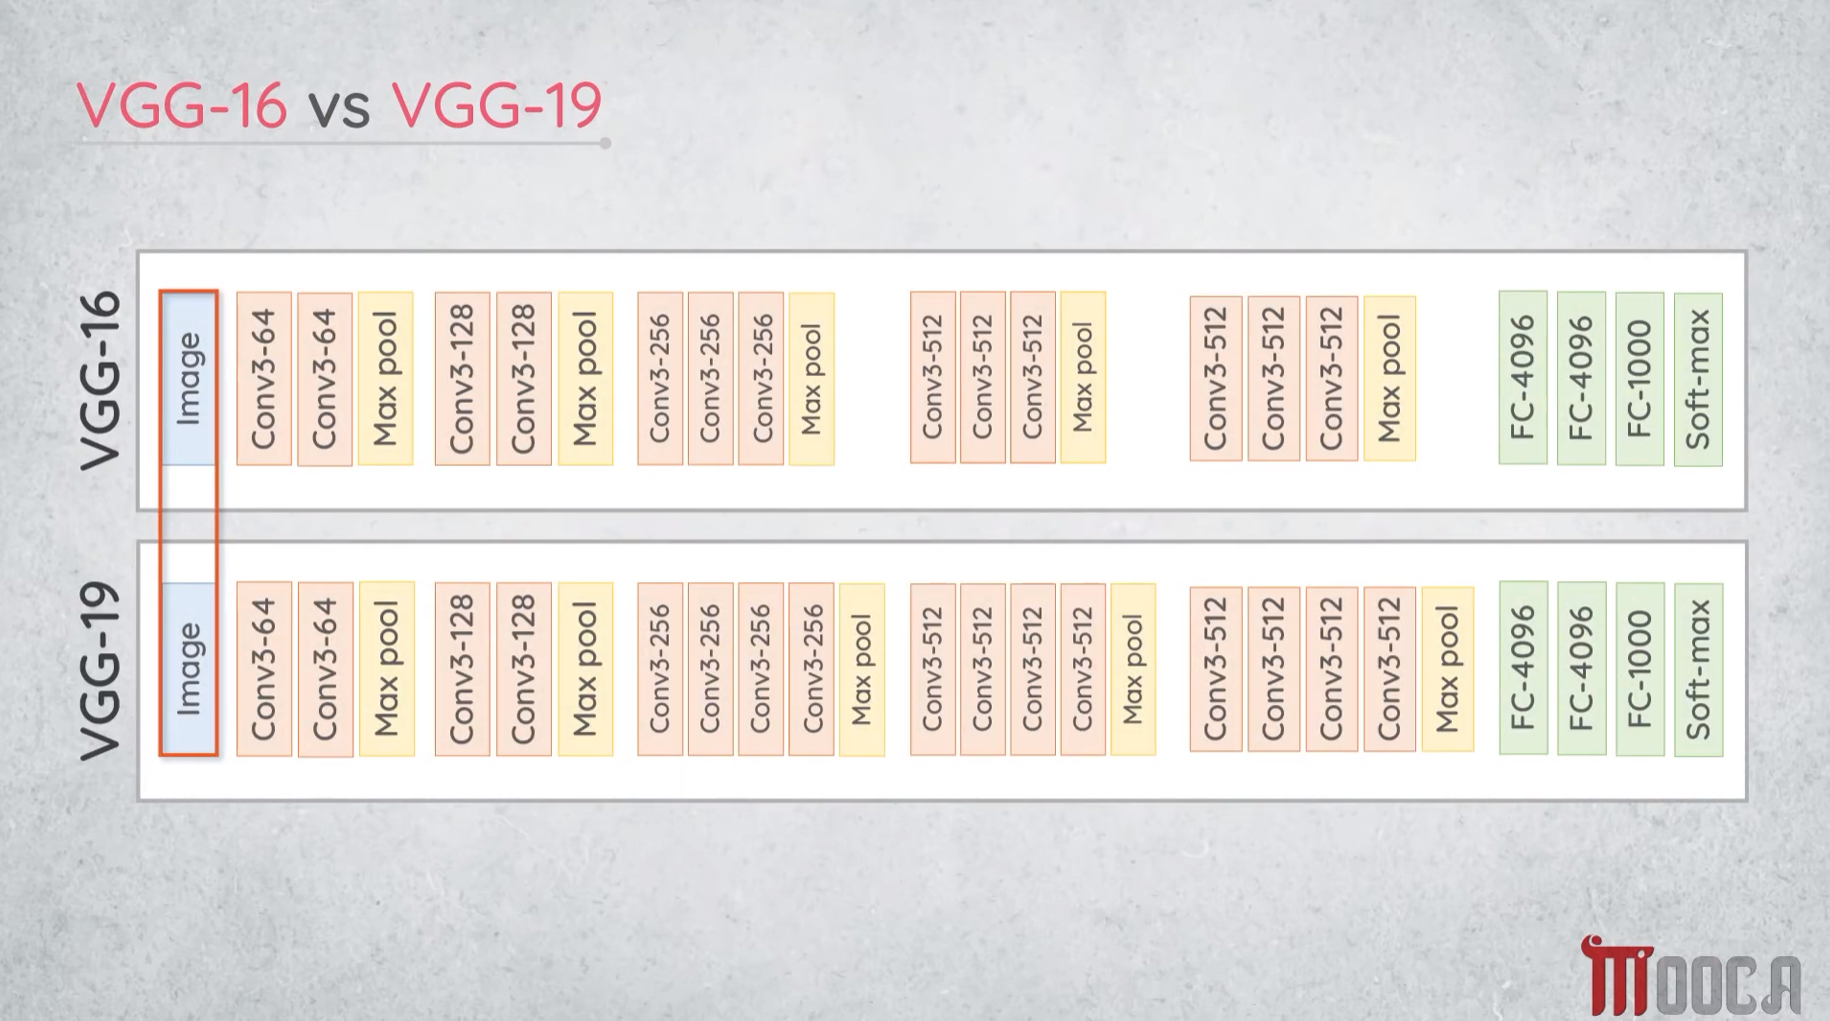 VGG-16 vs VGG-19
VGG-16
Image
Conv3-64
Conv3-64
Max pool
Conv3-128
Conv3-128
Max pool
Conv3-256
Conv3-256
Conv3-256
Max pool
Conv3-512
Conv3-512
Conv3-512
Max pool
Conv3-512
Conv3-512
Conv3-512
Max pool
FC-4096
FC-4096
FC-1000
Soft-max
VGG-19
Image
Conv3-64
Conv3-64
Max pool
Conv3-128
Conv3-128
Max pool
Conv3-256
Conv3-256
Conv3-256
Conv3-256
Max pool
Conv3-512
Conv3-512
Conv3-512
Conv3-512
Max pool
Conv3-512
Conv3-512
Conv3-512
Conv3-512
Max pool
FC-4096
FC-4096
FC-1000
Soft-max
MOOCA